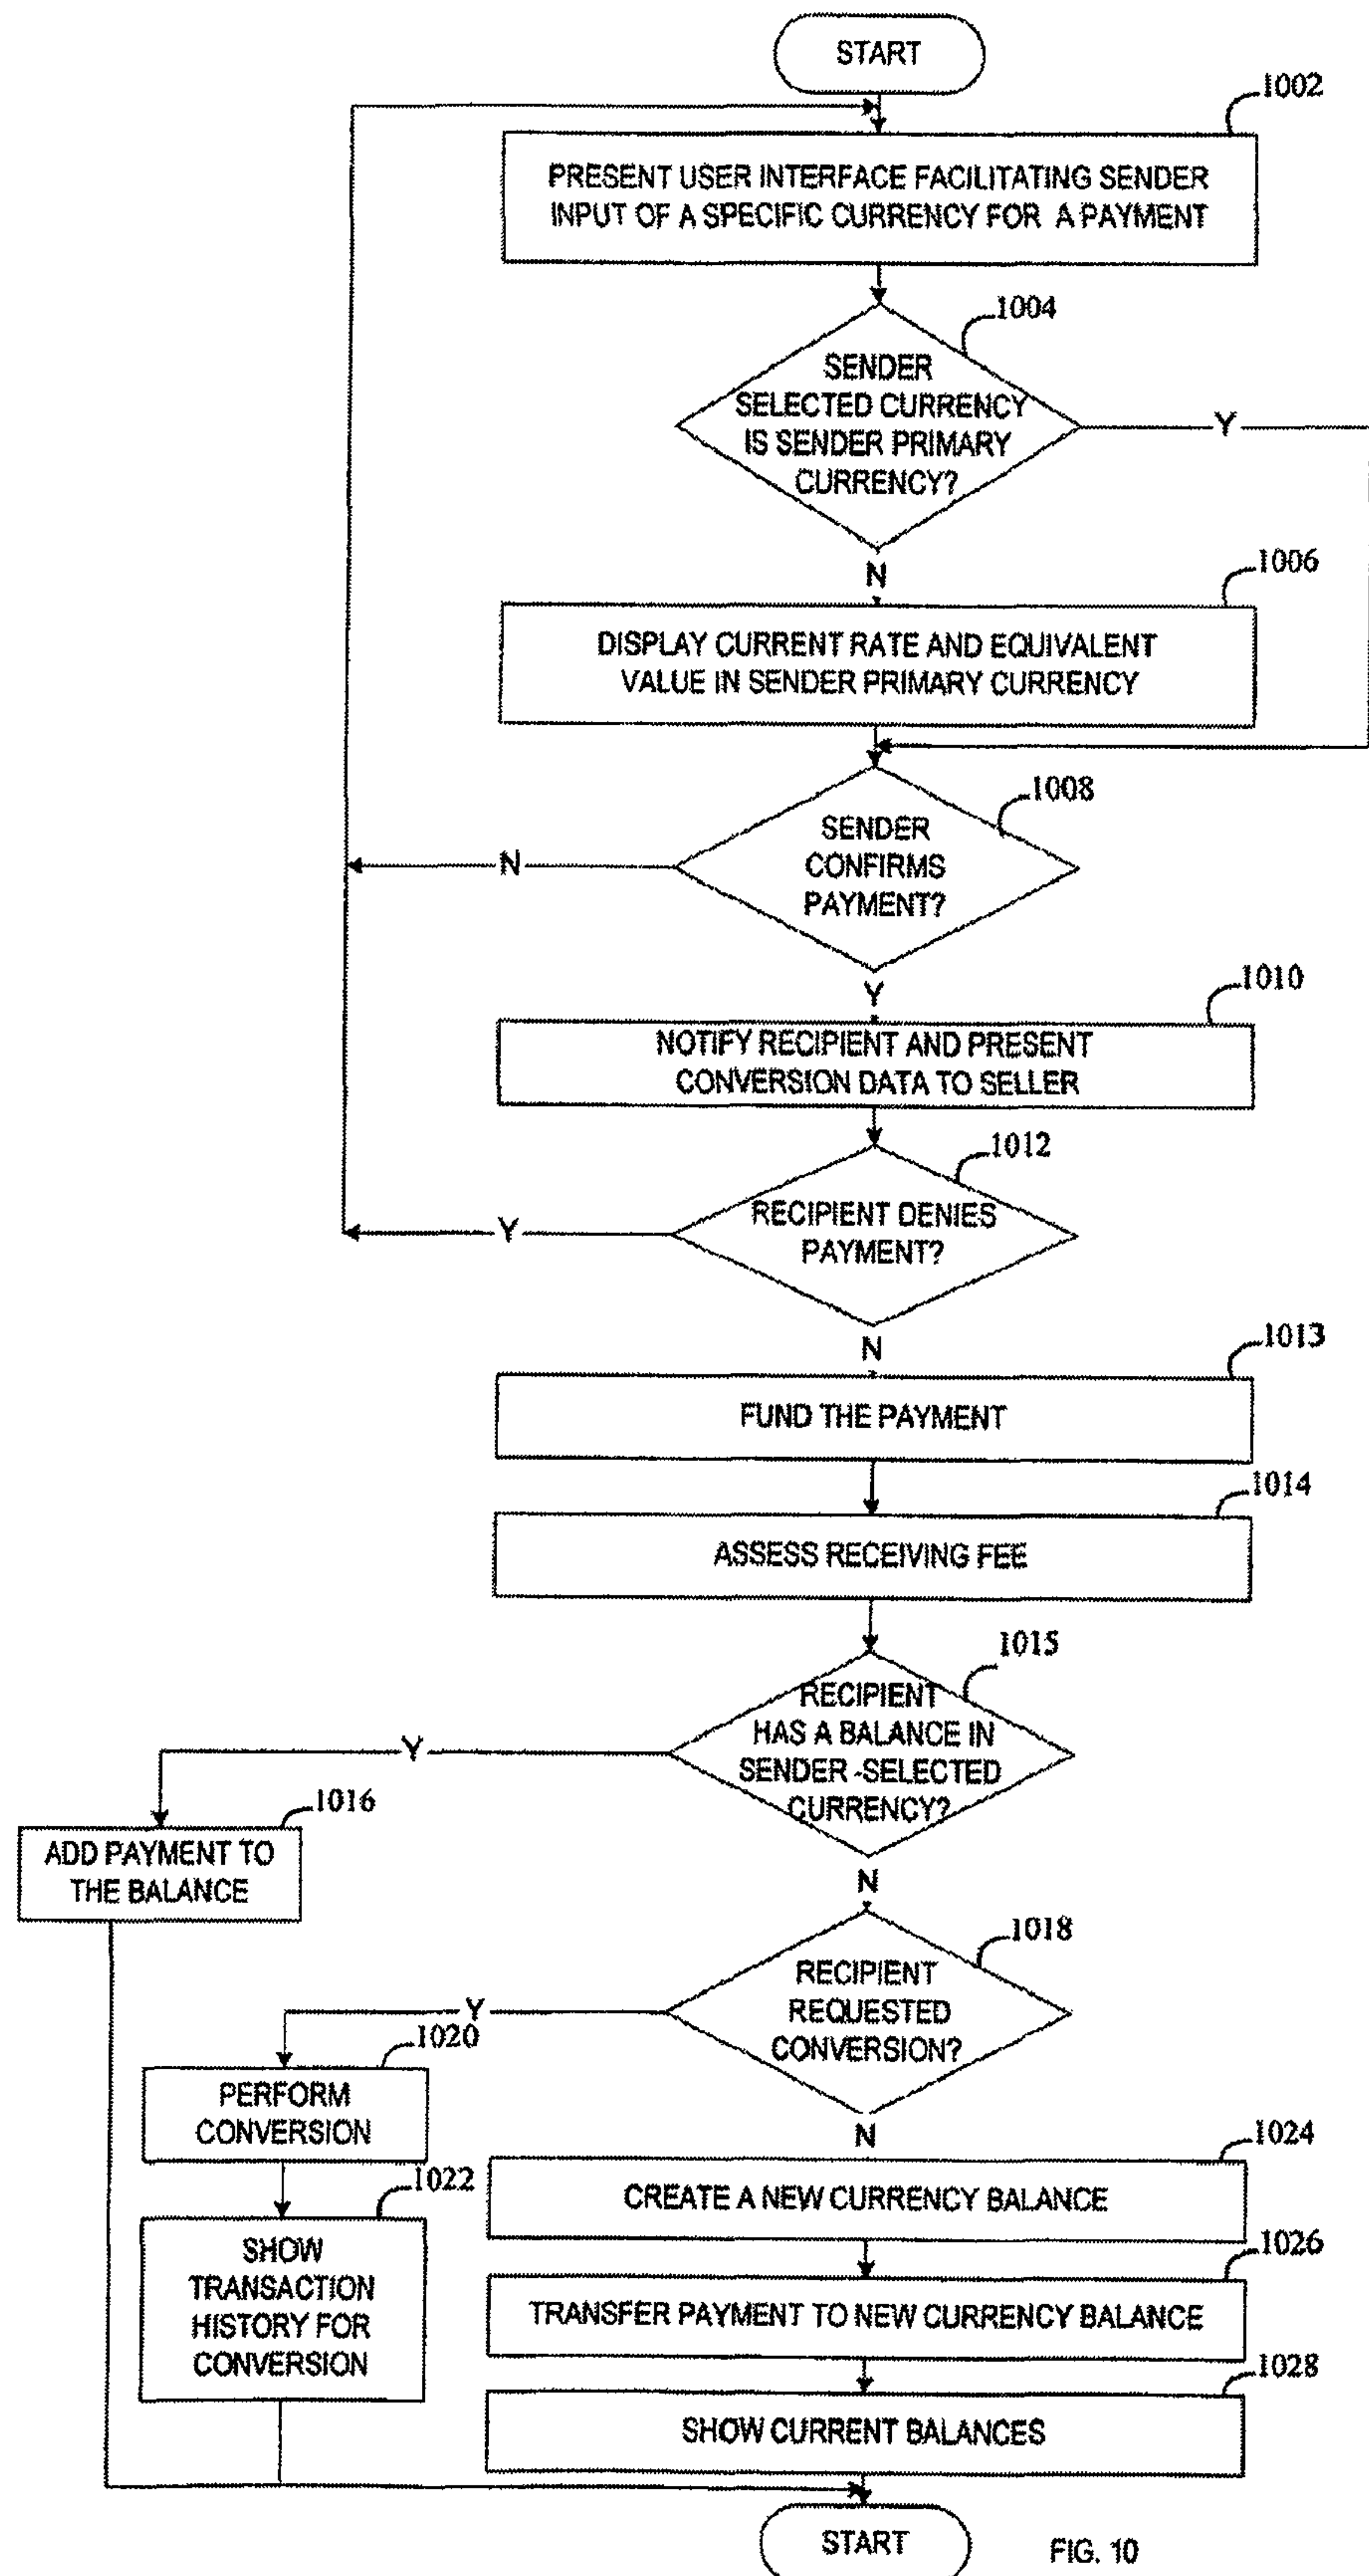 START
1002
PRESENT USER INTERFACE FACILITATING SENDER
INPUT OF A SPECIFIC CURRENCY FOR A PAYMENT
1004
SENDER
SELECTED CURRENCY
IS SENDER PRIMARY
CURRENCY?
Y
N
1006
DISPLAY CURRENT RATE AND EQUIVALENT
VALUE IN SENDER PRIMARY CURRENCY
1008
SENDER
CONFIRMS
PAYMENT?
N
Y
1010
NOTIFY RECIPIENT AND PRESENT
CONVERSION DATA TO SELLER
1012
RECIPIENT DENIES
PAYMENT?
Y
N
1013
FUND THE PAYMENT
1014
ASSESS RECEIVING FEE
1015
RECIPIENT
HAS A BALANCE IN
SENDER -SELECTED
CURRENCY?
Y
1016
ADD PAYMENT TO
THE BALANCE
N
1018
RECIPIENT
REQUESTED
CONVERSION?
Y
1020
PERFORM
CONVERSION
1022
SHOW
TRANSACTION
HISTORY FOR
CONVERSION
N
1024
CREATE A NEW CURRENCY BALANCE
1026
TRANSFER PAYMENT TO NEW CURRENCY BALANCE
1028
SHOW CURRENT BALANCES
START
FIG. 10